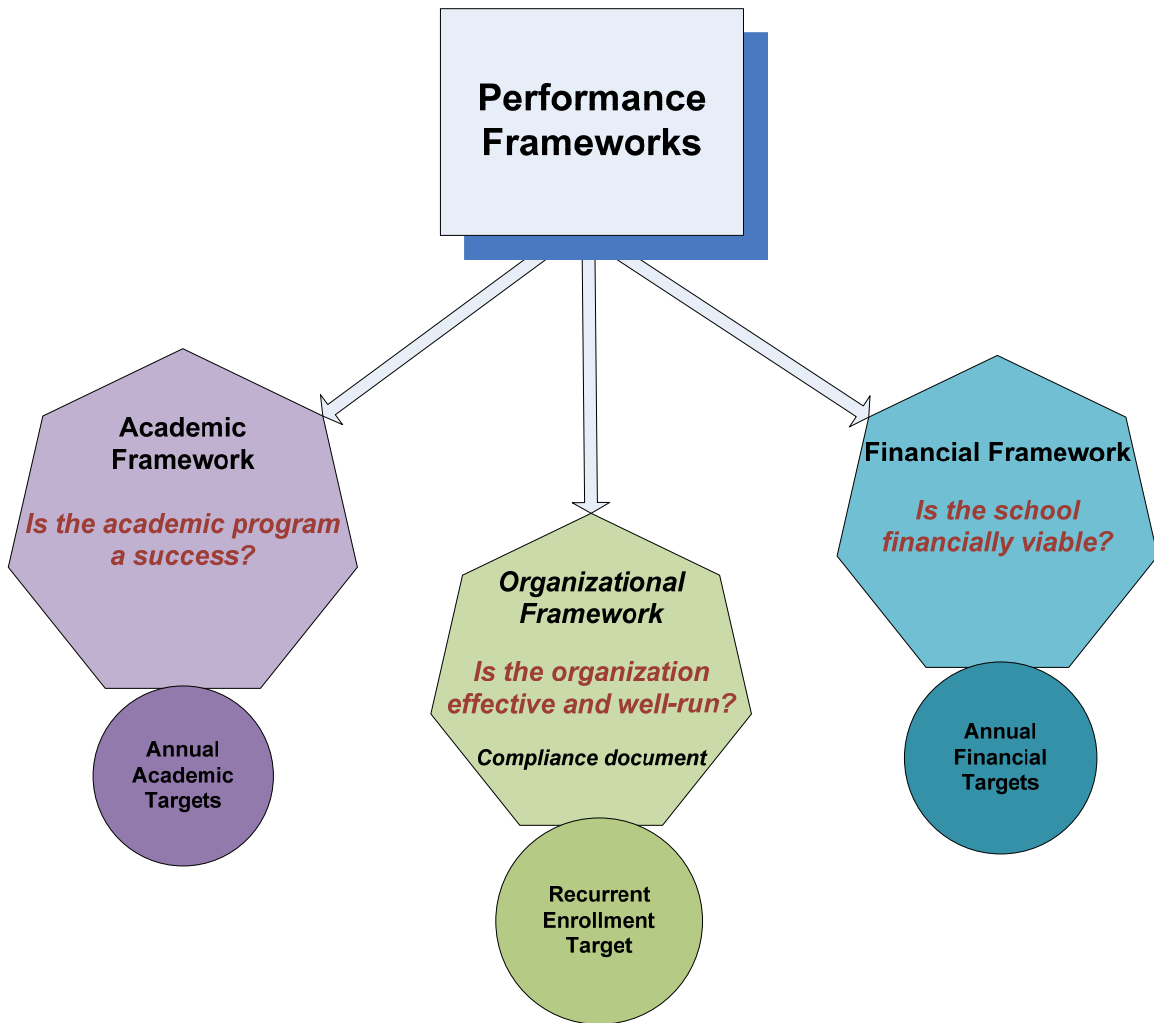 Performance
Frameworks
Academic
Framework
Is the academic program
a success?
Annual
Academic
Targets
Organizational
Framework
Is the organization
effective and well-run?
Compliance document
Recurrent
Enrollment
Target
Financial Framework
Is the school
financially viable?
Annual
Financial
Targets